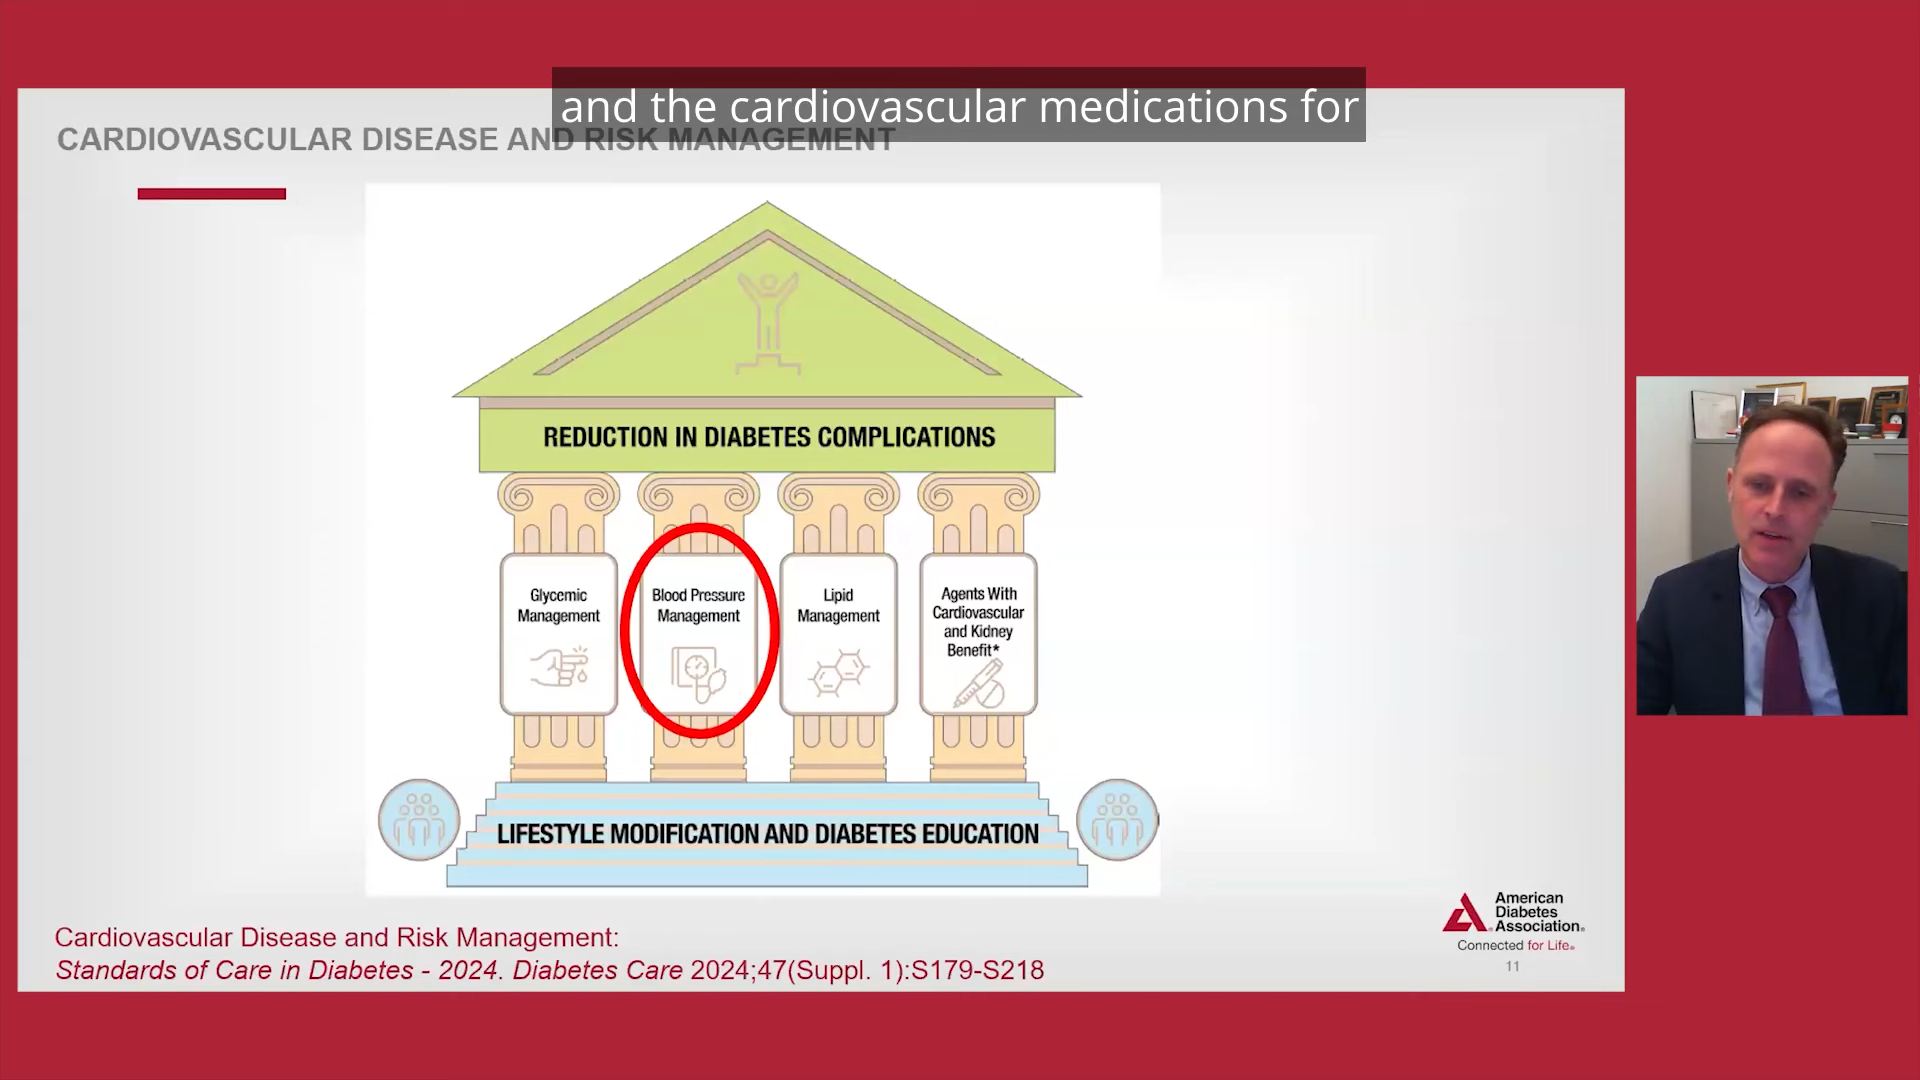 and the cardiovascular medications for
CARDIOVASCULAR DISEASE AND RISK MANAGEMENT
REDUCTION IN DIABETES COMPLICATIONS
Glycemic
Management
Blood Pressure
Management
Lipid
Management
Agents With
Cardiovascular
and Kidney
Benefit*
LIFESTYLE MODIFICATION AND DIABETES EDUCATION
Cardiovascular Disease and Risk Management:
Standards of Care in Diabetes - 2024. Diabetes Care 2024;47(Suppl. 1):S179-S218
American
Diabetes
Association®
Connected for Life®
11